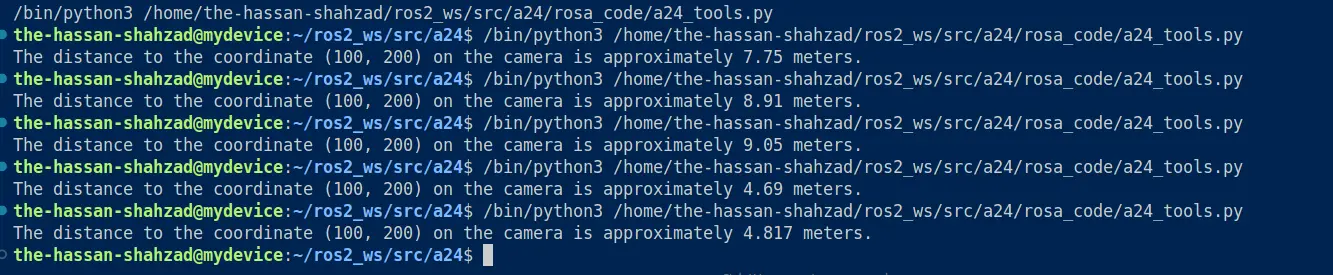 /bin/python3 /home/the-hassan-shahzad/ros2_ws/src/a24/rosa_code/a24_tools.py
the-hassan-shahzad@mydevice:~/ros2_ws/src/a24$ /bin/python3 /home/the-hassan-shahzad/ros2_ws/src/a24/rosa_code/a24_tools.py
The distance to the coordinate (100, 200) on the camera is approximately 7.75 meters.
the-hassan-shahzad@mydevice:~/ros2_ws/src/a24$ /bin/python3 /home/the-hassan-shahzad/ros2_ws/src/a24/rosa_code/a24_tools.py
The distance to the coordinate (100, 200) on the camera is approximately 8.91 meters.
the-hassan-shahzad@mydevice:~/ros2_ws/src/a24$ /bin/python3 /home/the-hassan-shahzad/ros2_ws/src/a24/rosa_code/a24_tools.py
The distance to the coordinate (100, 200) on the camera is approximately 9.05 meters.
the-hassan-shahzad@mydevice:~/ros2_ws/src/a24$ /bin/python3 /home/the-hassan-shahzad/ros2_ws/src/a24/rosa_code/a24_tools.py
The distance to the coordinate (100, 200) on the camera is approximately 4.69 meters.
the-hassan-shahzad@mydevice:~/ros2_ws/src/a24$ /bin/python3 /home/the-hassan-shahzad/ros2_ws/src/a24/rosa_code/a24_tools.py
The distance to the coordinate (100, 200) on the camera is approximately 4.817 meters.
the-hassan-shahzad@mydevice:~/ros2_ws/src/a24$